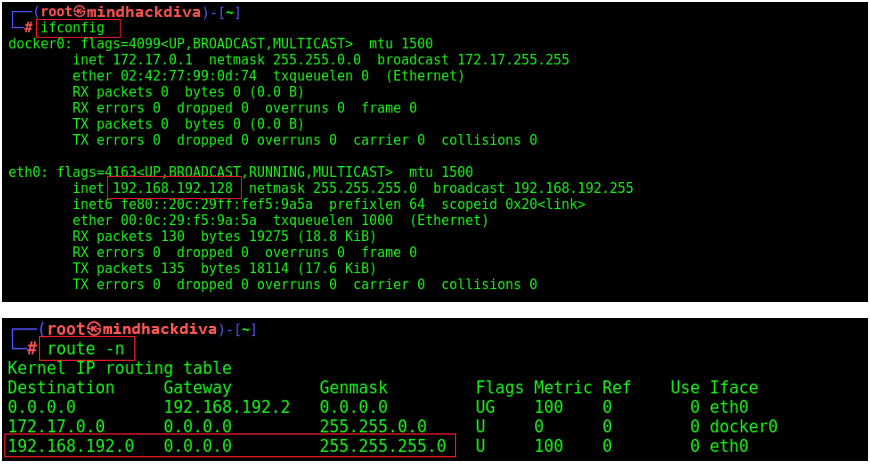 (root㉿mindhackdiva)-[~]
# ifconfig
docker0: flags=4099<UP,BROADCAST,MULTICAST>  mtu 1500
        inet 172.17.0.1  netmask 255.255.0.0  broadcast 172.17.255.255
        ether 02:42:77:99:0d:74  txqueuelen 0  (Ethernet)
        RX packets 0  bytes 0 (0.0 B)
        RX errors 0  dropped 0  overruns 0  frame 0
        TX packets 0  bytes 0 (0.0 B)
        TX errors 0  dropped 0 overruns 0  carrier 0  collisions 0
eth0: flags=4163<UP,BROADCAST,RUNNING,MULTICAST>  mtu 1500
        inet 192.168.192.128  netmask 255.255.255.0  broadcast 192.168.192.255
        inet6 fe80::20c:29ff:fef5:9a5a  prefixlen 64  scopeid 0x20<link>
        ether 00:0c:29:f5:9a:5a  txqueuelen 1000  (Ethernet)
        RX packets 130  bytes 19275 (18.8 KiB)
        RX errors 0  dropped 0  overruns 0  frame 0
        TX packets 135  bytes 18114 (17.6 KiB)
        TX errors 0  dropped 0 overruns 0  carrier 0  collisions 0
(root㉿mindhackdiva)-[~]
# route -n
Kernel IP routing table
Destination     Gateway         Genmask         Flags Metric Ref    Use Iface
0.0.0.0         192.168.192.2   0.0.0.0         UG    100    0        0 eth0
172.17.0.0      0.0.0.0         255.255.0.0     U     0      0        0 docker0
192.168.192.0   0.0.0.0         255.255.255.0   U     100    0        0 eth0